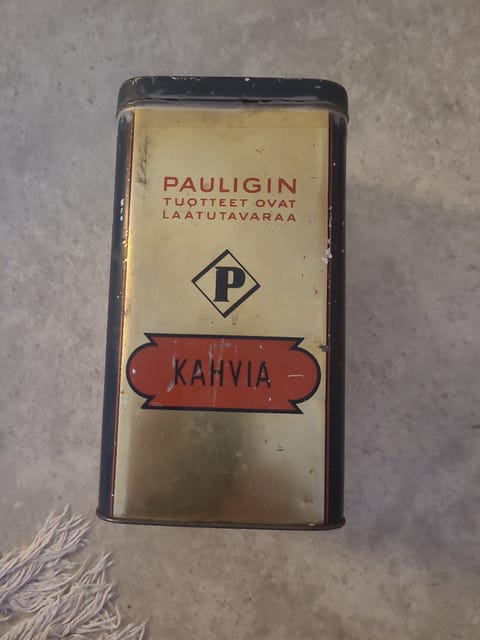 PAULIGIN
TUOTTEET OVAT
LAATUTAVARAA
P
KAHVIA